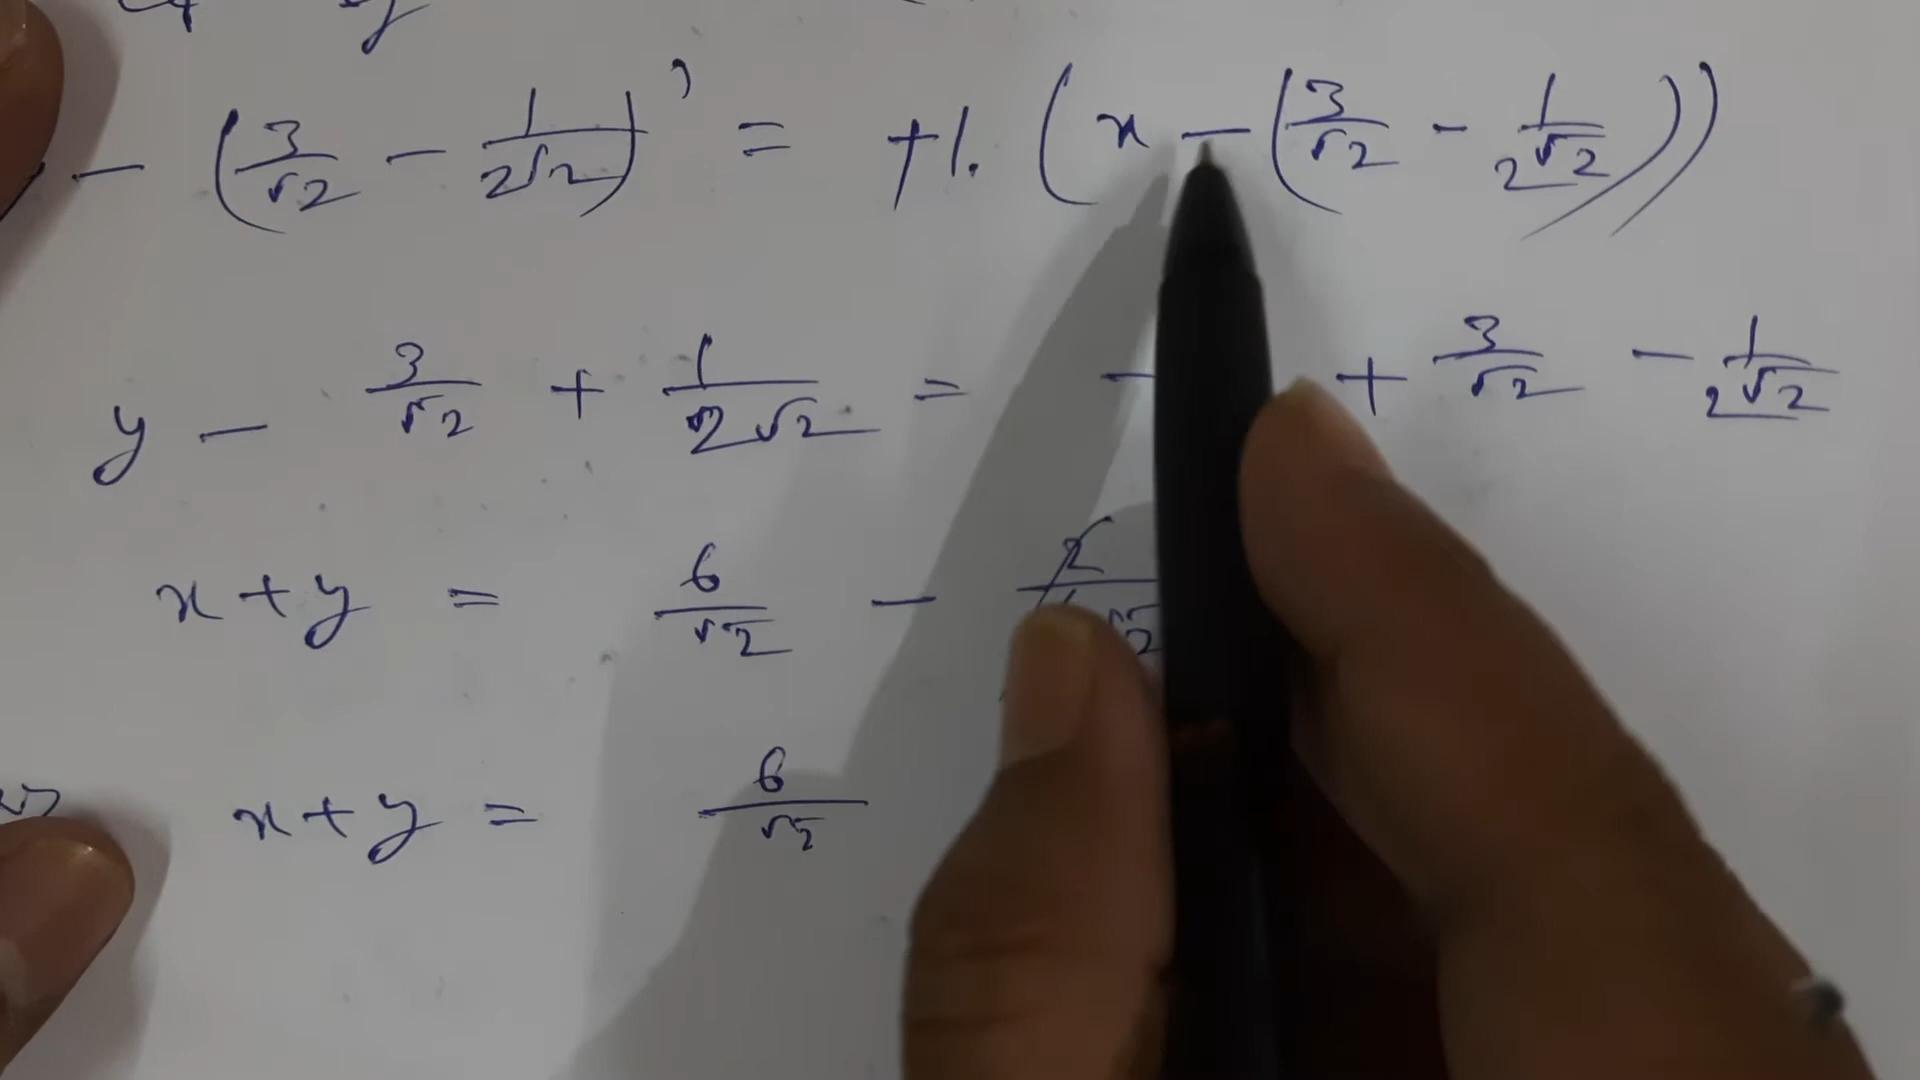 - (3/√2 - 1/2√2) = +1. (x - (3/√2 - 1/2√2))
y - 3/√2 + 1/2√2 = - + 3/√2 - 1/2√2
x + y = 6/√2 - 2/
x + y = 6/√2